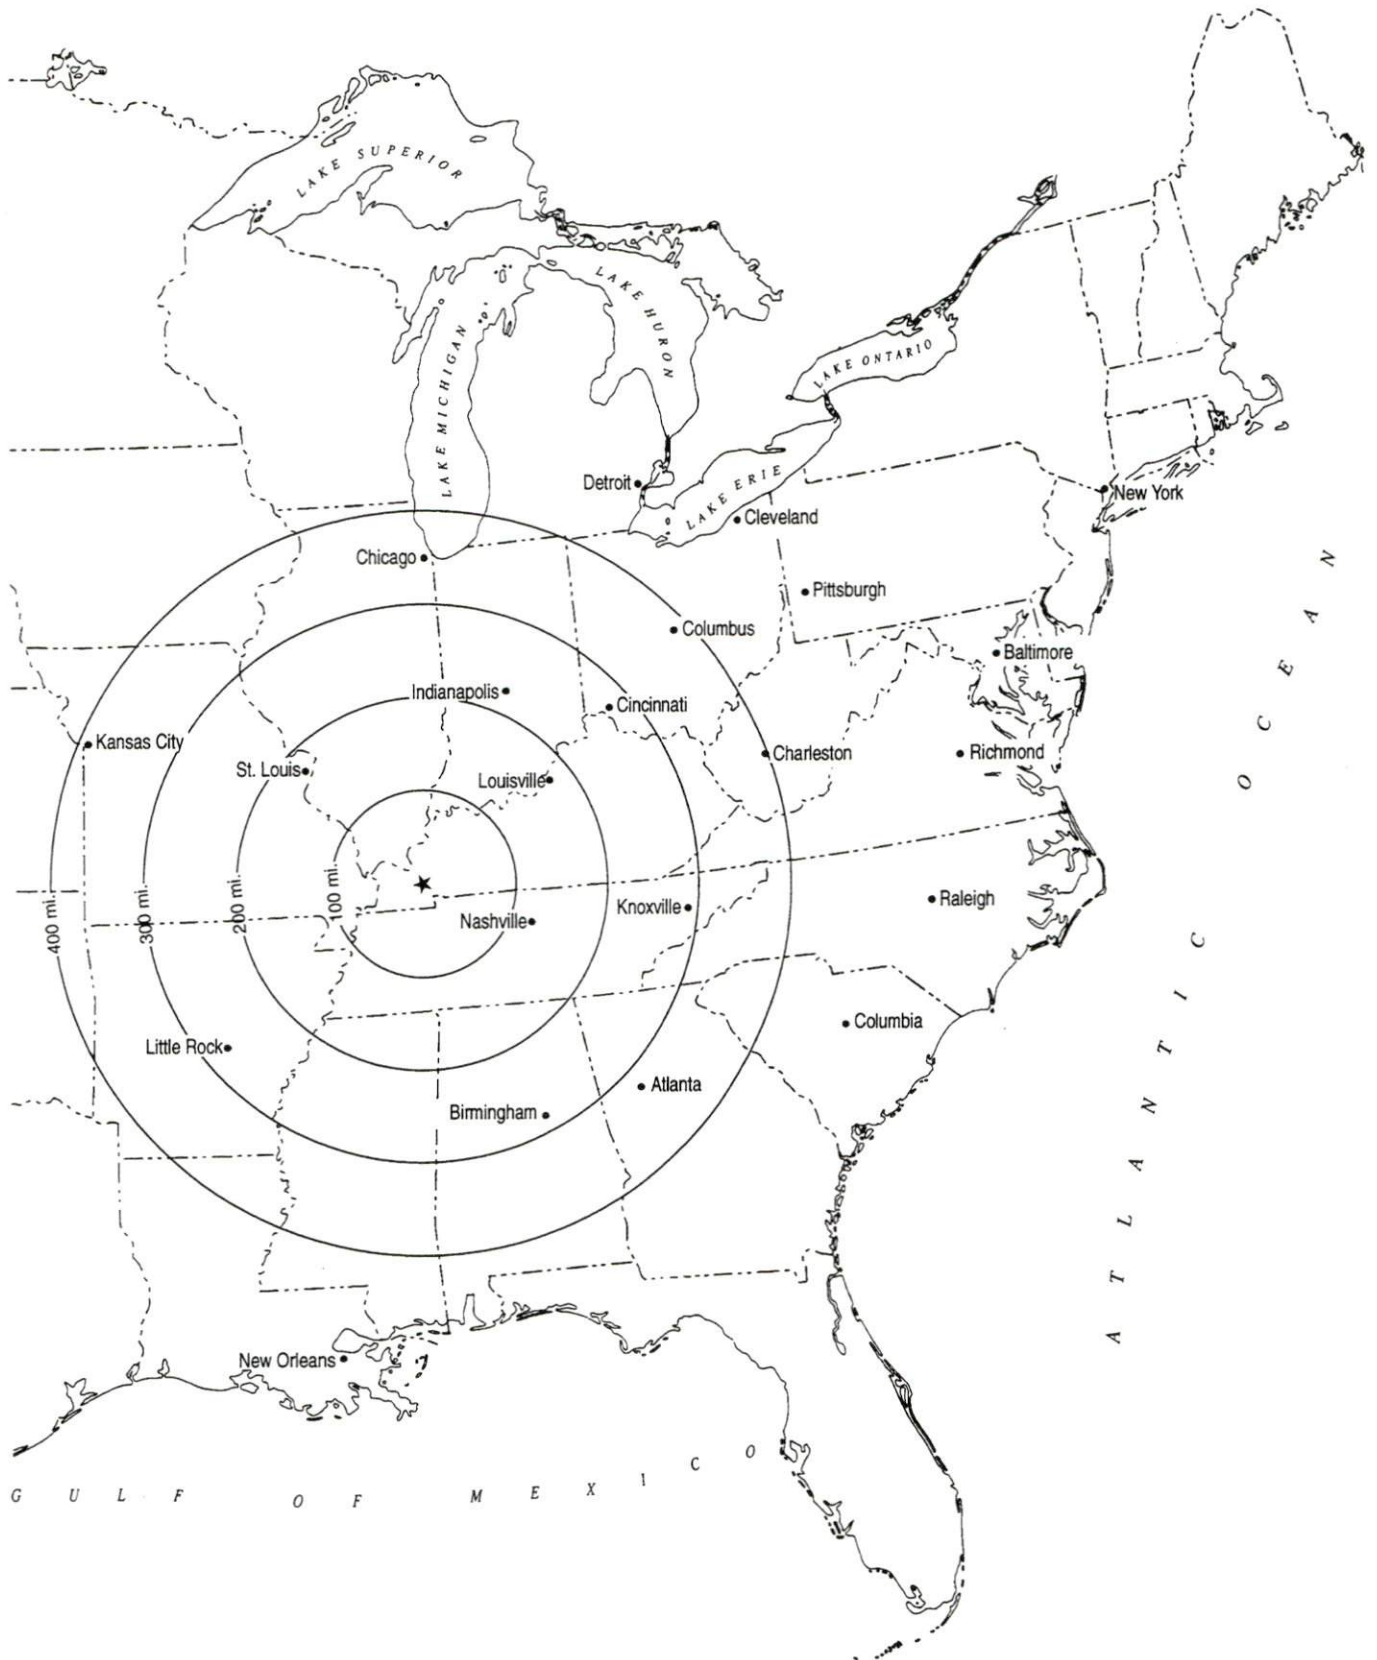 LAKE SUPERIOR
LAKE MICHIGAN
LAKE HURON
LAKE ONTARIO
LAKE ERIE
Detroit
Cleveland
New York
Chicago
Pittsburgh
Columbus
Baltimore
Indianapolis
Cincinnati
Kansas City
St. Louis
Louisville
Charleston
Richmond
400 mi.
300 mi.
200 mi.
100 mi.
Nashville
Knoxville
Raleigh
Little Rock
Columbia
Birmingham
Atlanta
New Orleans
ATLANTIC OCEAN
GULF OF MEXICO